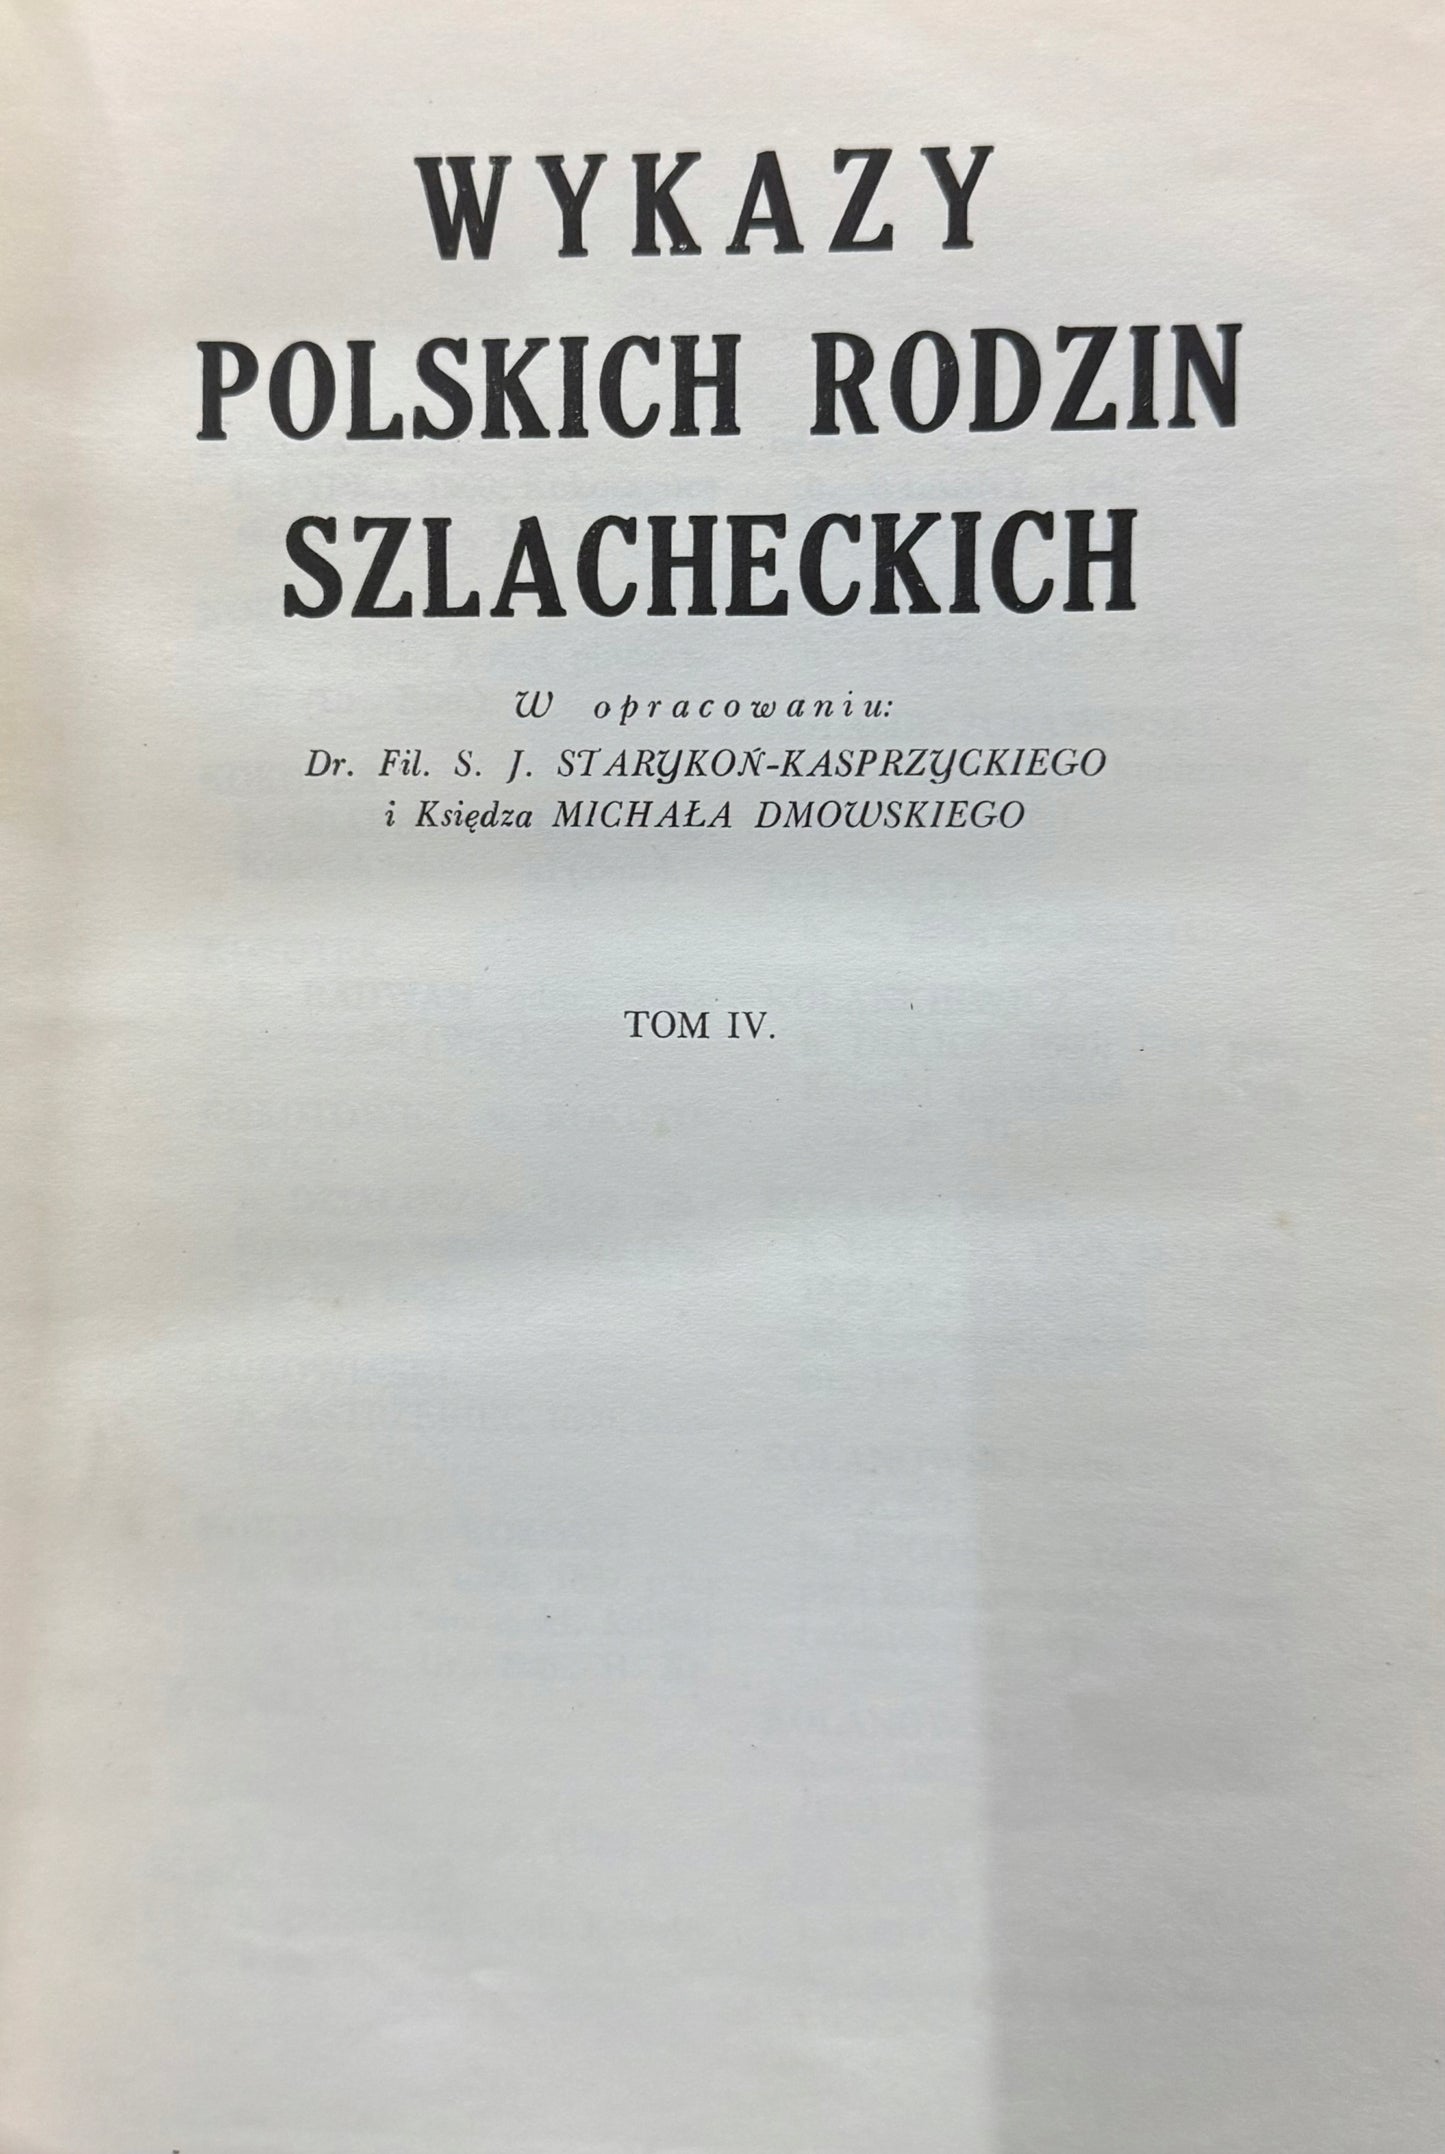 WYKAZY
POLSKICH RODZIN
SZLACHECKICH
W opracowaniu:
Dr. Fil. S. J. STARYKOŃ-KASPRZYCKIEGO
i Księdza MICHAŁA DMOWSKIEGO
TOM IV.